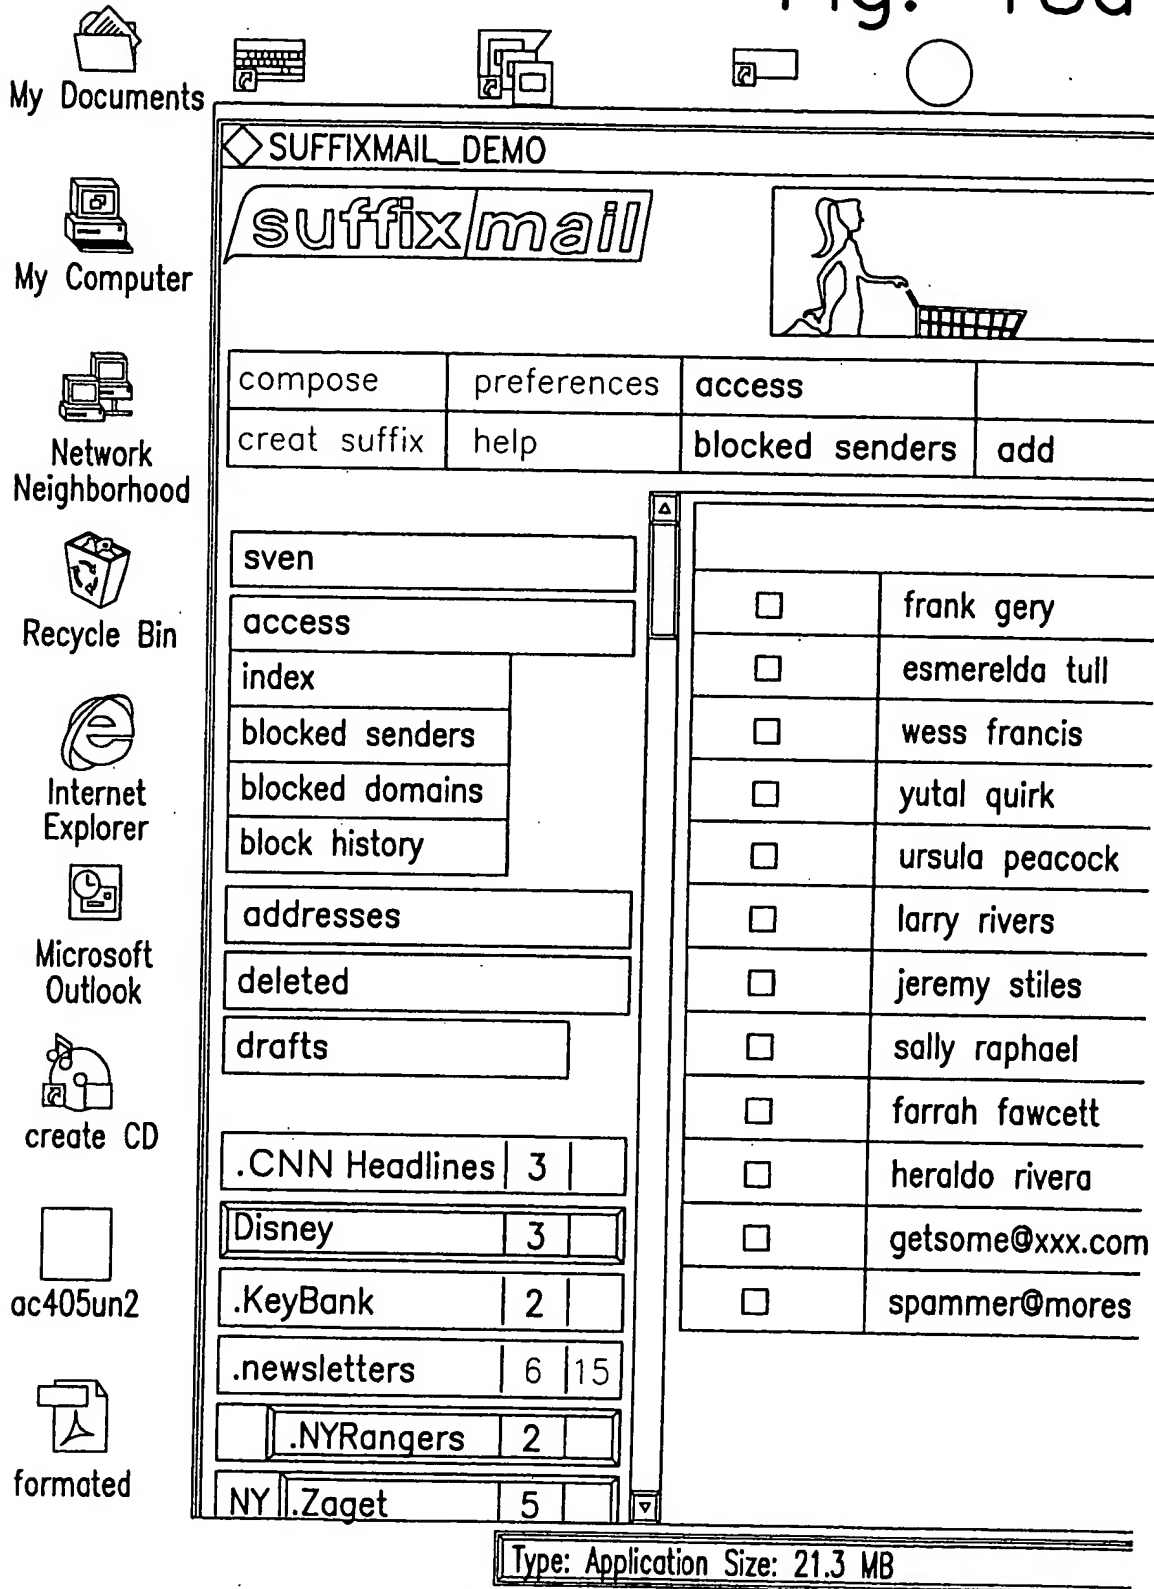 My Documents
SUFFIXMAIL_DEMO
suffix mail
My Computer
compose preferences access
creat suffix help blocked senders add
Network
Neighborhood
sven
Recycle Bin
access
index
blocked senders
blocked domains
block history
addresses
deleted
drafts
Internet
Explorer
Microsoft
Outlook
create CD
ac405un2
formated
.CNN Headlines 3
Disney 3
.KeyBank 2
.newsletters 6 15
.NYRangers 2
NY .Zaget 5
frank gery
esmerelda tull
wess francis
yutal quirk
ursula peacock
larry rivers
jeremy stiles
sally raphael
farrah fawcett
heraldo rivera
getsome@xxx.com
spammer@mores
Type: Application Size: 21.3 MB